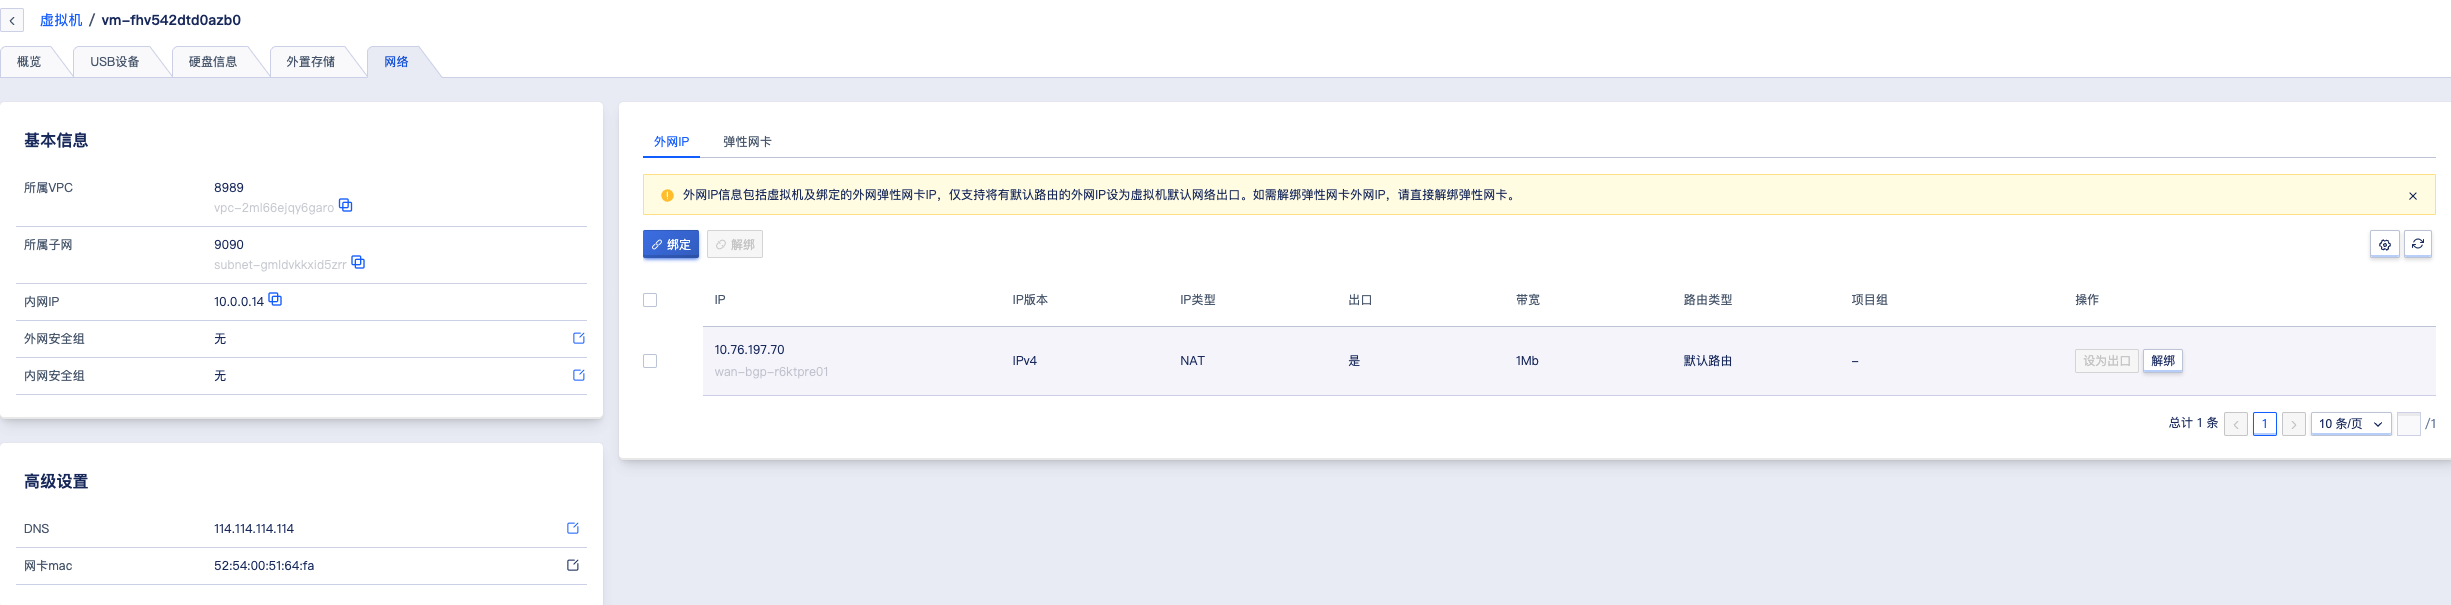 虚拟机 / vm-fhv542dtd0azb0
概览
USB设备
硬盘信息
外置存储
网络
基本信息
所属VPC
8989
vpc-2ml66ejqy6garo
所属子网
9090
subnet-gmldvkkxid5zrr
内网IP
10.0.0.14
外网安全组
无
内网安全组
无
高级设置
DNS
114.114.114.114
网卡mac
52:54:00:51:64:fa
外网IP
弹性网卡
外网IP信息包括虚拟机及绑定的外网弹性网卡IP，仅支持将有默认路由的外网IP设为虚拟机默认网络出口。如需解绑弹性网卡外网IP，请直接解绑弹性网卡。
绑定
解绑
IP
IP版本
IP类型
出口
带宽
路由类型
项目组
操作
10.76.197.70
wan-bgp-r6ktpre01
IPv4
NAT
是
1Mb
默认路由
-
设为出口
解绑
总计 1 条
1
10 条/页
/1